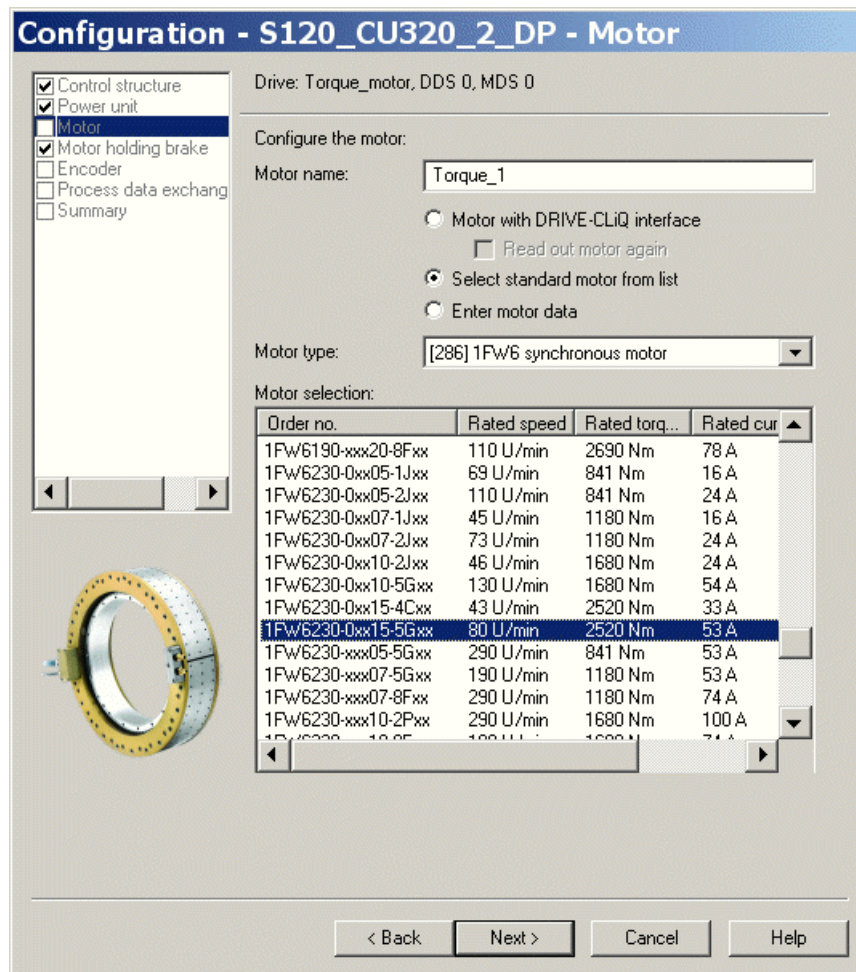 Configuration - S120_CU320_2_DP - Motor
Control structure
Power unit
Motor
Motor holding brake
Encoder
Process data exchang
Summary
Drive: Torque_motor, DDS 0, MDS 0
Configure the motor:
Motor name: Torque_1
Motor with DRIVE-CLiQ interface
Read out motor again
Select standard motor from list
Enter motor data
Motor type: [286] 1FW6 synchronous motor
Motor selection:
Order no. Rated speed Rated torq... Rated cur
1FW6190-xxx20-8Fxx 110 U/min 2690 Nm 78 A
1FW6230-0xx05-1Jxx 69 U/min 841 Nm 16 A
1FW6230-0xx05-2Jxx 110 U/min 841 Nm 24 A
1FW6230-0xx07-1Jxx 45 U/min 1180 Nm 16 A
1FW6230-0xx07-2Jxx 73 U/min 1180 Nm 24 A
1FW6230-0xx10-2Jxx 46 U/min 1680 Nm 24 A
1FW6230-0xx10-5Gxx 130 U/min 1680 Nm 54 A
1FW6230-0xx15-4Cxx 43 U/min 2520 Nm 33 A
1FW6230-0xx15-5Gxx 80 U/min 2520 Nm 53 A
1FW6230-xxx05-5Gxx 290 U/min 841 Nm 53 A
1FW6230-xxx07-5Gxx 190 U/min 1180 Nm 53 A
1FW6230-xxx07-8Fxx 290 U/min 1180 Nm 74 A
1FW6230-xxx10-2Pxx 290 U/min 1680 Nm 100 A
< Back Next > Cancel Help